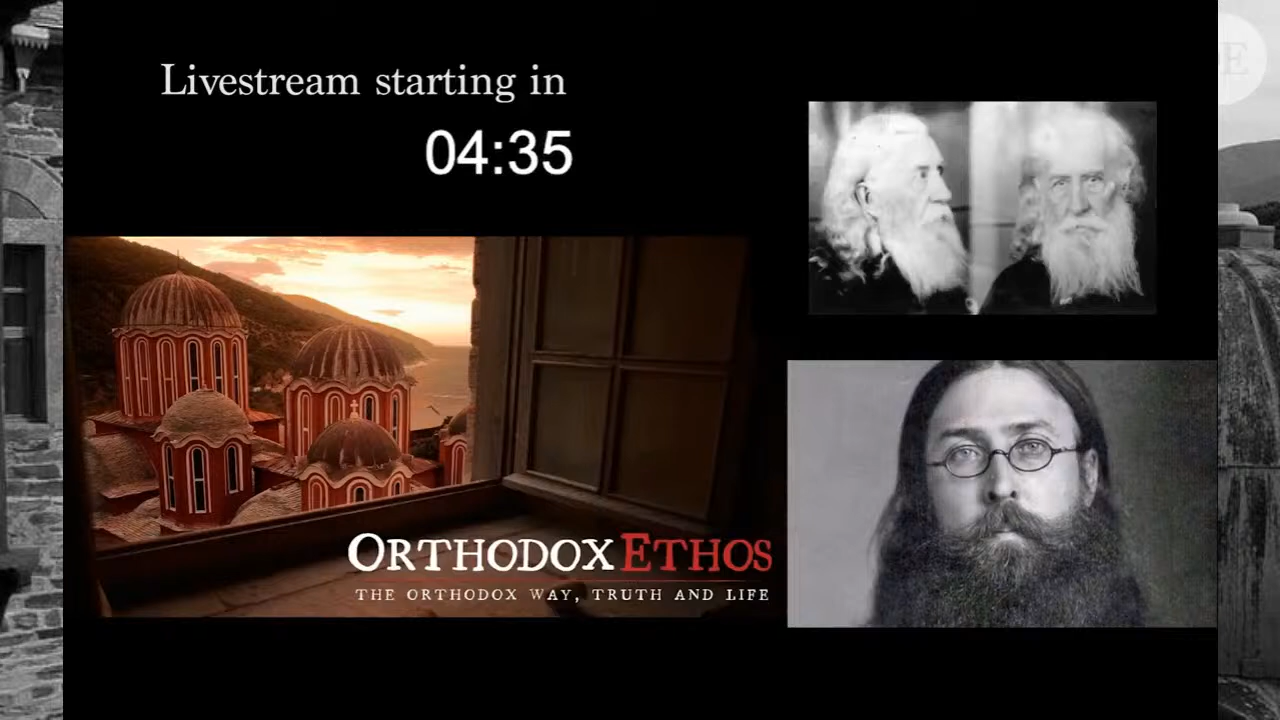 Livestream starting in
04:35
ORTHODOX ETHOS
THE ORTHODOX WAY, TRUTH AND LIFE